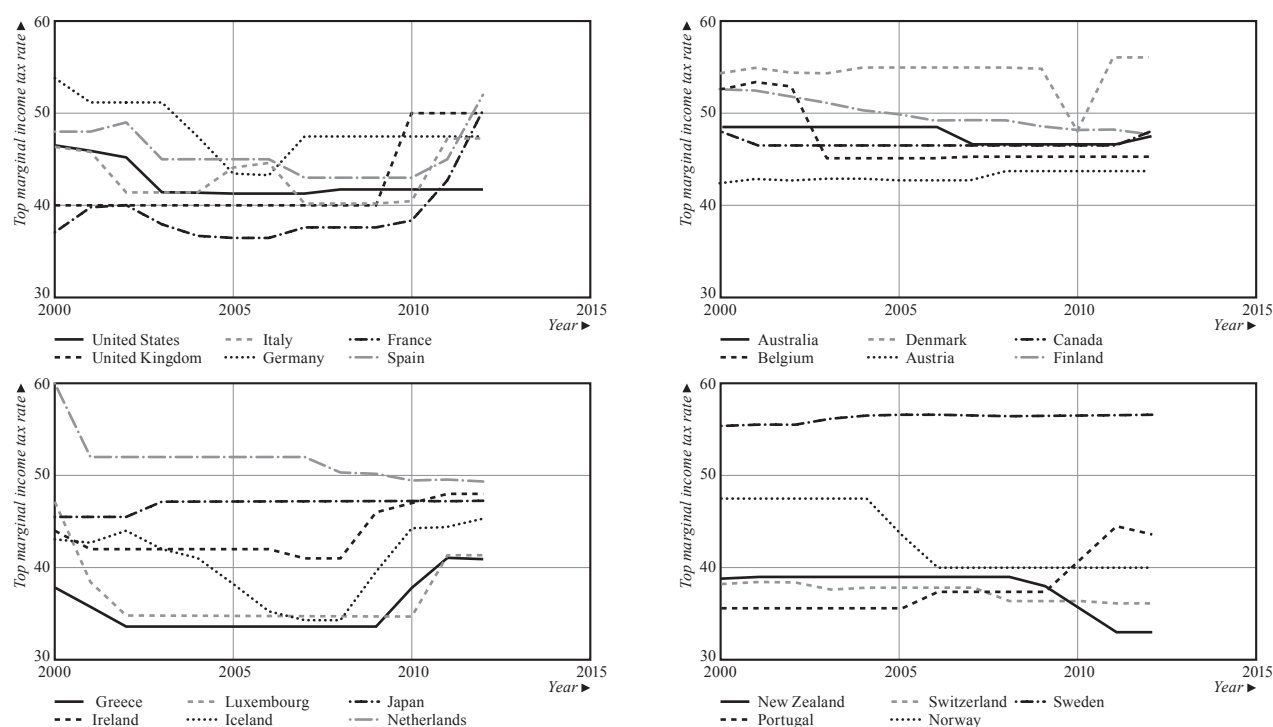 Top marginal income tax rate ▲
60
50
40
30
2000
2005
2010
2015
Year ►
United States
Italy
France
United Kingdom
Germany
Spain
Top marginal income tax rate ▲
60
50
40
30
2000
2005
2010
2015
Year ►
Australia
Denmark
Canada
Belgium
Austria
Finland
Top marginal income tax rate ▲
60
50
40
30
2000
2005
2010
2015
Year ►
Greece
Luxembourg
Japan
Ireland
Iceland
Netherlands
Top marginal income tax rate ▲
60
50
40
30
2000
2005
2010
2015
Year ►
New Zealand
Switzerland
Sweden
Portugal
Norway